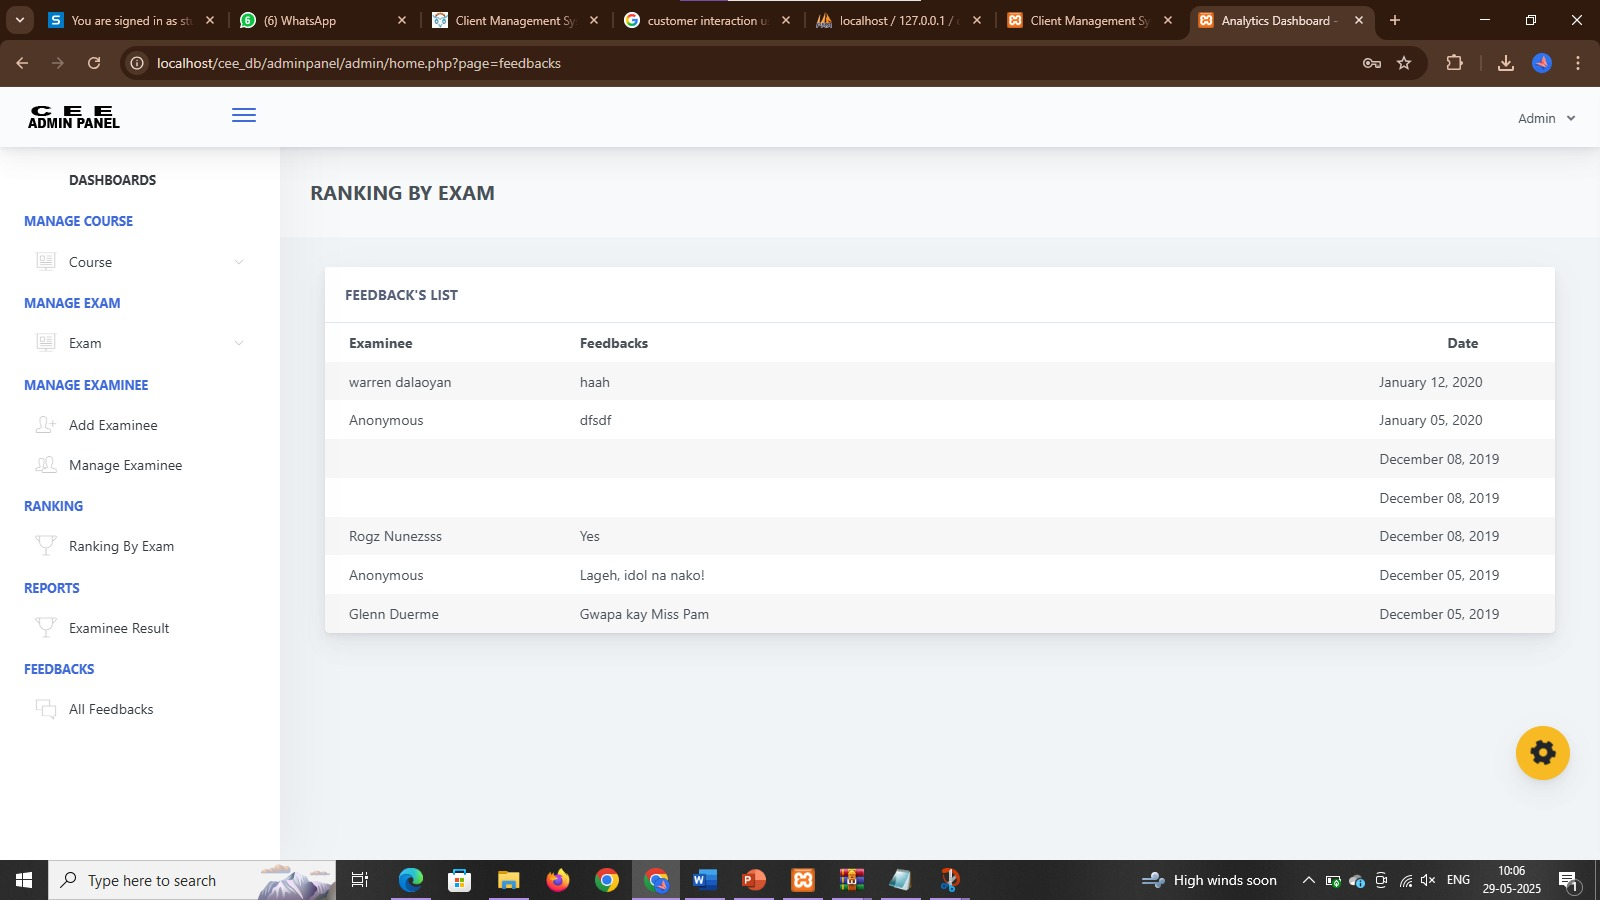 You are signed in as st
(6) WhatsApp
Client Management Sy
customer interaction u
localhost / 127.0.0.1 /
Client Management Sy
Analytics Dashboard -
localhost/cee_db/adminpanel/admin/home.php?page=feedbacks
CEE
ADMIN PANEL
Admin
DASHBOARDS
MANAGE COURSE
Course
MANAGE EXAM
Exam
MANAGE EXAMINEE
Add Examinee
Manage Examinee
RANKING
Ranking By Exam
REPORTS
Examinee Result
FEEDBACKS
All Feedbacks
RANKING BY EXAM
FEEDBACK'S LIST
Examinee Feedbacks Date
warren dalaoyan haah January 12, 2020
Anonymous dfsdf January 05, 2020
December 08, 2019
December 08, 2019
Rogz Nunezsss Yes December 08, 2019
Anonymous Lageh, idol na nako! December 05, 2019
Glenn Duerme Gwapa kay Miss Pam December 05, 2019
Type here to search
High winds soon
ENG
10:06
29-05-2025
1